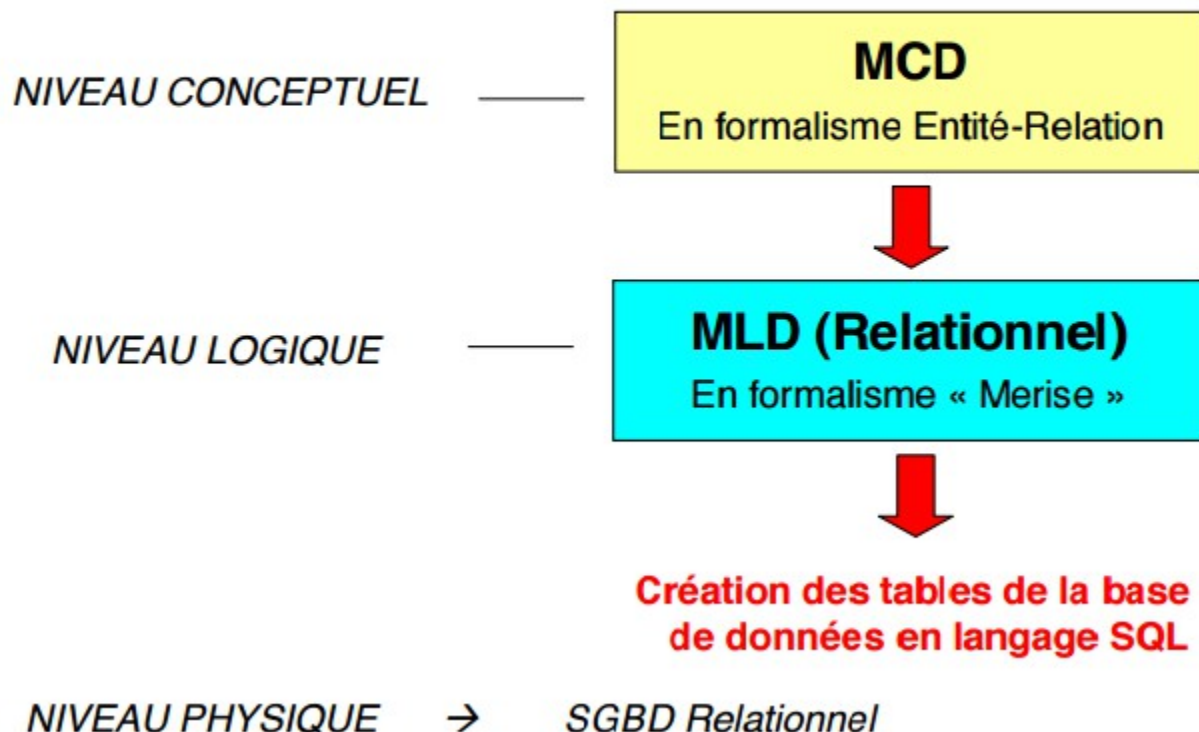 MCD
NIVEAU CONCEPTUEL
En formalisme Entité-Relation
MLD (Relationnel)
NIVEAU LOGIQUE
En formalisme « Merise »
Création des tables de la base
de données en langage SQL
NIVEAU PHYSIQUE → SGBD Relationnel